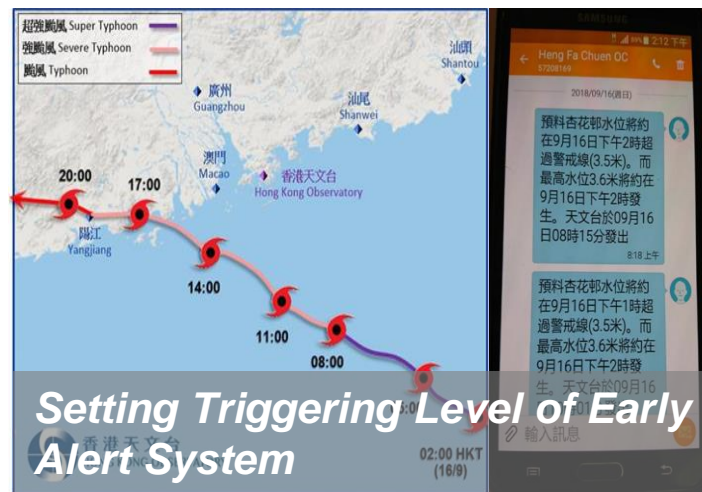 超強颱風 Super Typhoon
強颱風 Severe Typhoon
颱風 Typhoon
廣州
Guangzhou
汕頭
Shantou
汕尾
Shanwei
澳門
Macao
香港天文台
Hong Kong Observatory
陽江
Yangjiang
20:00
17:00
14:00
11:00
08:00
02:00 HKT
(16/9)
香港天文台
SAMSUNG
2:12 下午
Heng Fa Chuen OC
57208169
2018/09/16(週日)
預料杏花邨水位將約
在9月16日下午2時超
過警戒線(3.5米)。而
最高水位3.6米將約在
9月16日下午2時發
生。天文台於09月16
日08時15分發出
8:18 上午
預料杏花邨水位將約
在9月16日下午1時超
過警戒線(3.5米)。而
最高水位3.6米將約在
9月16日下午2時發
生。天文台於09月16
輸入訊息
Setting Triggering Level of Early
Alert System